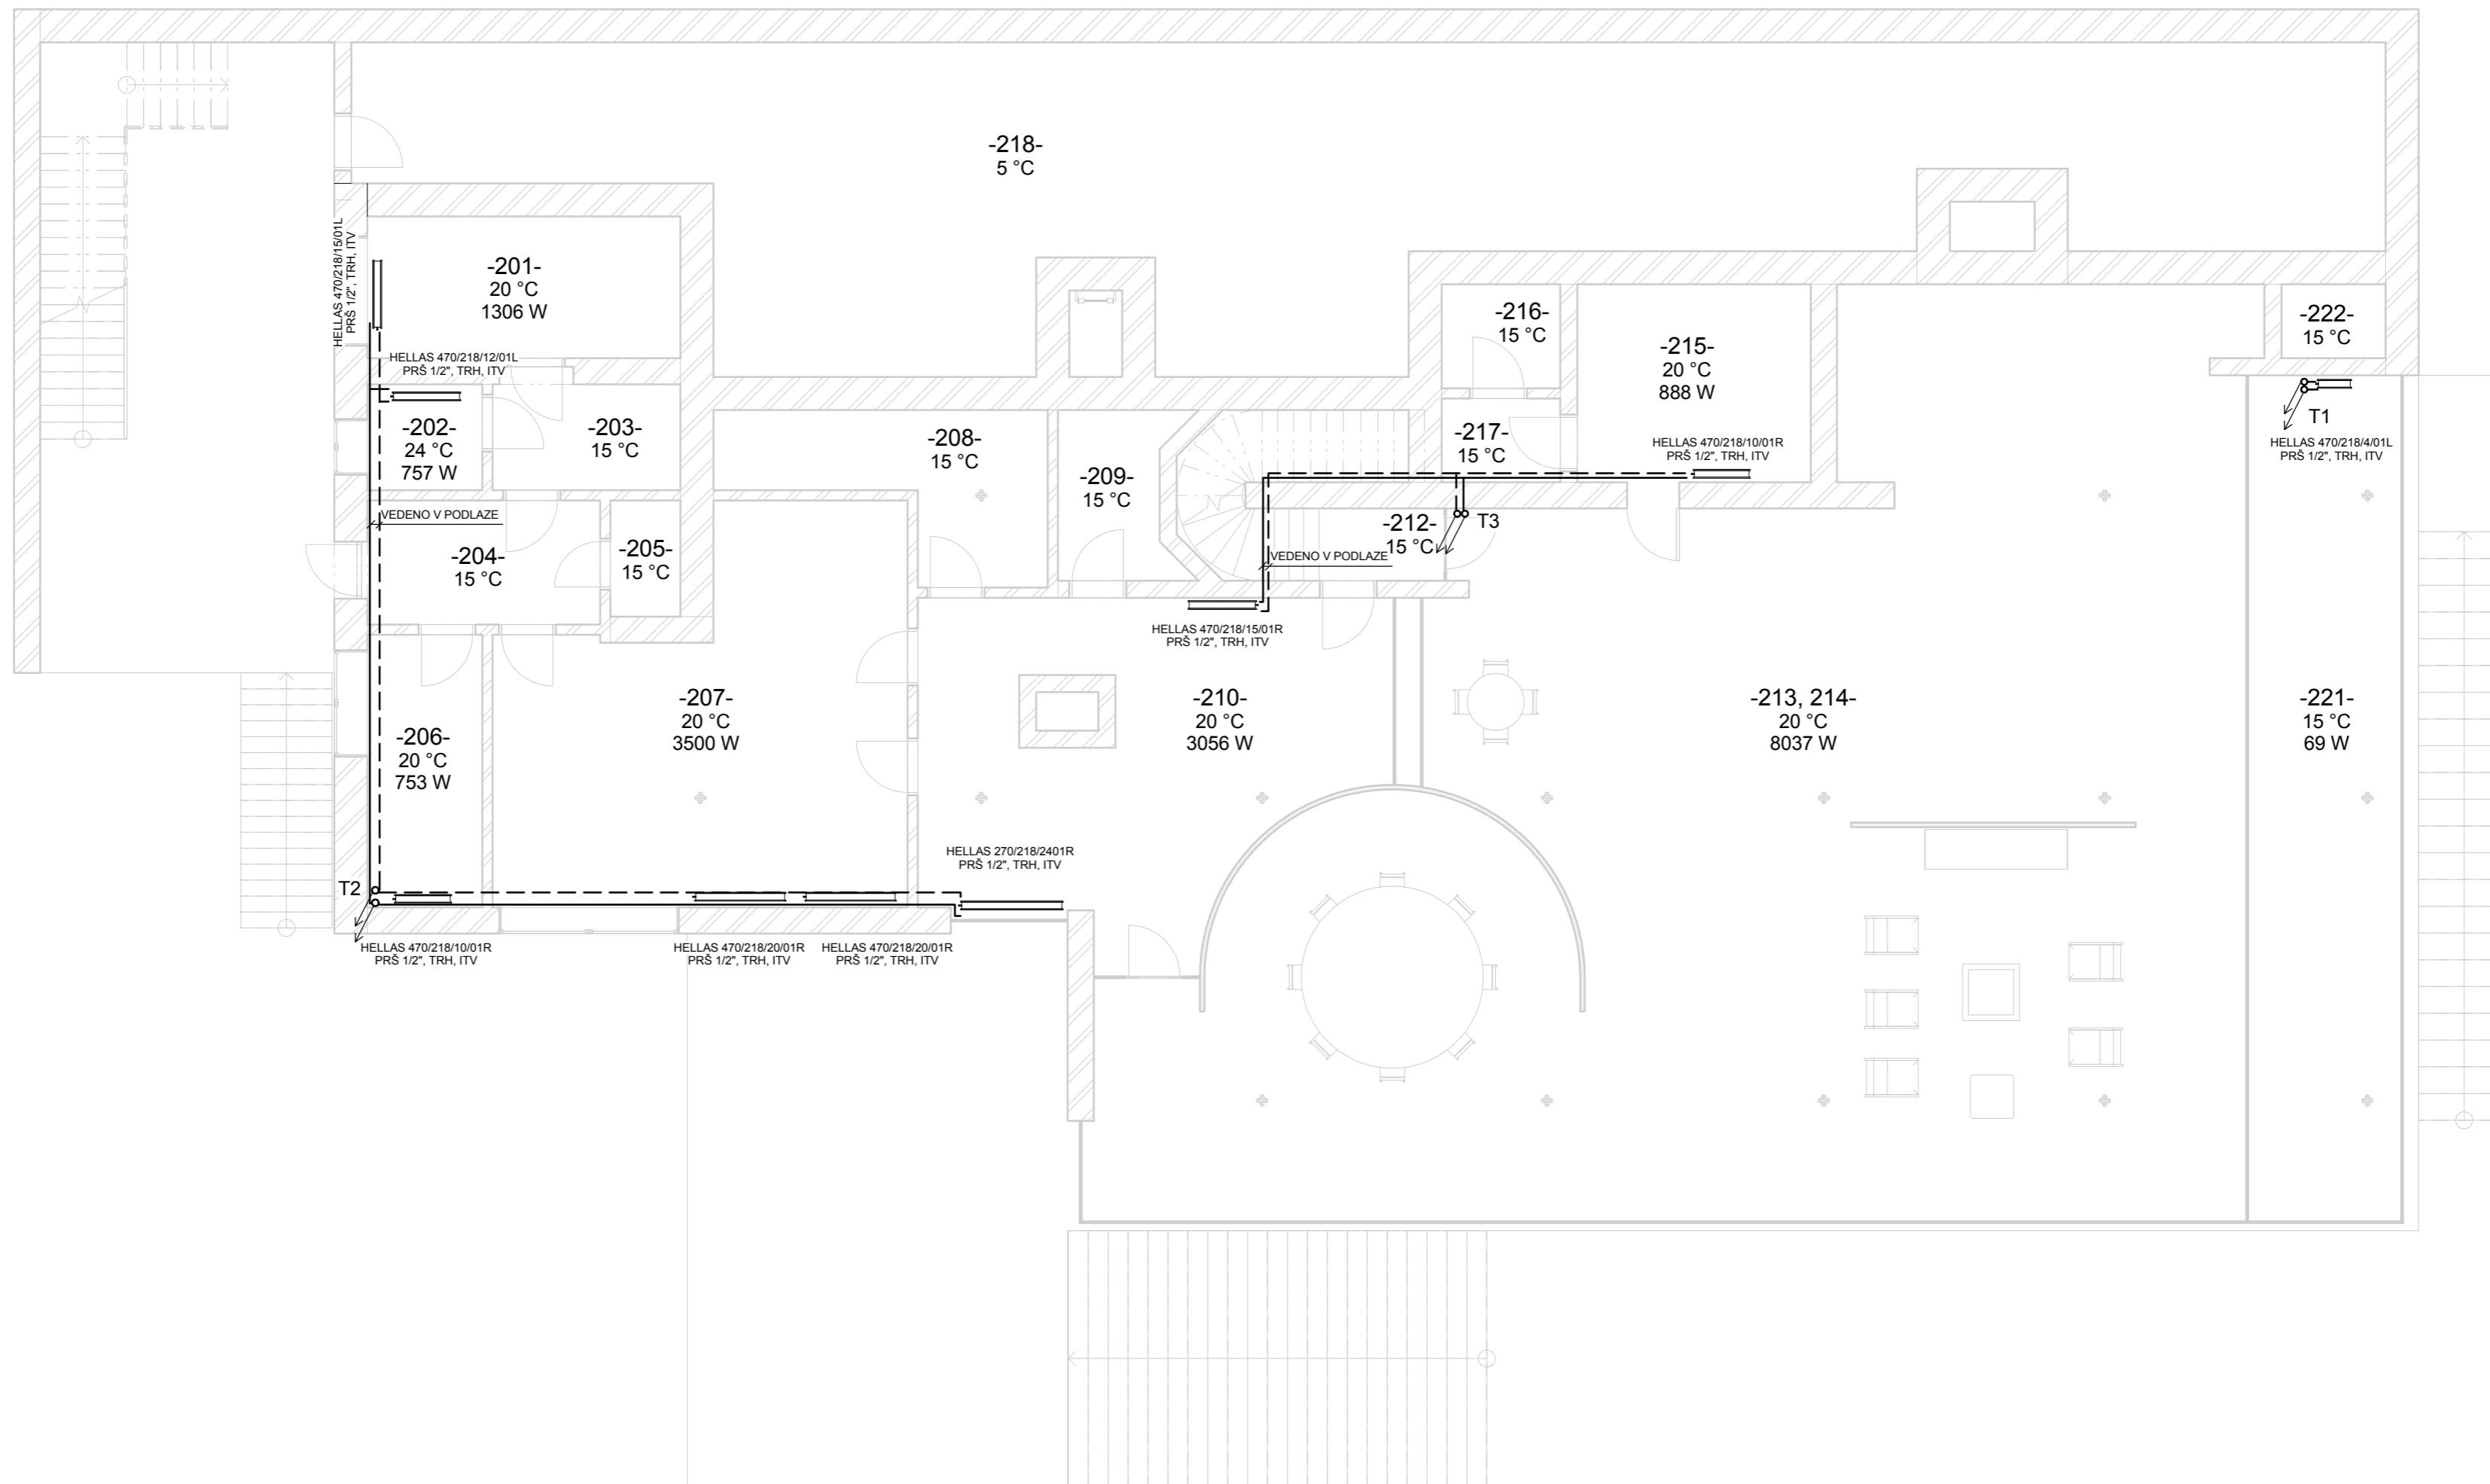 -218-
5 °C
HELLAS 470/218/15/01L
PRŠ 1/2", TRH, ITV
-201-
20 °C
1306 W
HELLAS 470/218/12/01L
PRŠ 1/2", TRH, ITV
-202-
24 °C
757 W
-203-
15 °C
VEDENO V PODLAZE
-204-
15 °C
-205-
15 °C
-206-
20 °C
753 W
-207-
20 °C
3500 W
-208-
15 °C
-209-
15 °C
-216-
15 °C
-215-
20 °C
888 W
HELLAS 470/218/10/01R
PRŠ 1/2", TRH, ITV
-217-
15 °C
-212-
15 °C
T3
VEDENO V PODLAZE
HELLAS 470/218/15/01R
PRŠ 1/2", TRH, ITV
-222-
15 °C
T1
HELLAS 470/218/4/01L
PRŠ 1/2", TRH, ITV
-210-
20 °C
3056 W
-213, 214-
20 °C
8037 W
-221-
15 °C
69 W
HELLAS 270/218/2401R
PRŠ 1/2", TRH, ITV
T2
HELLAS 470/218/10/01R
PRŠ 1/2", TRH, ITV
HELLAS 470/218/20/01R
PRŠ 1/2", TRH, ITV
HELLAS 470/218/20/01R
PRŠ 1/2", TRH, ITV